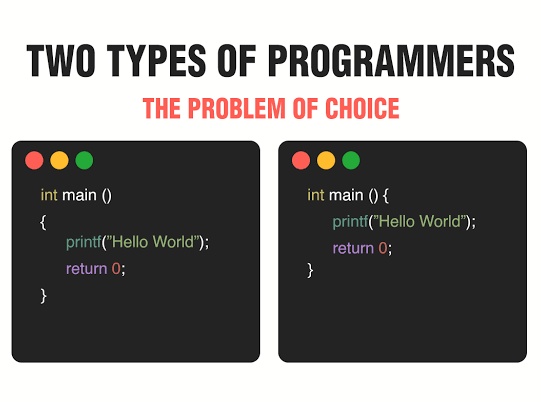 TWO TYPES OF PROGRAMMERS
THE PROBLEM OF CHOICE
int main ()
{
printf(”Hello World”);
return 0;
}
int main () {
printf(”Hello World”);
return 0;
}